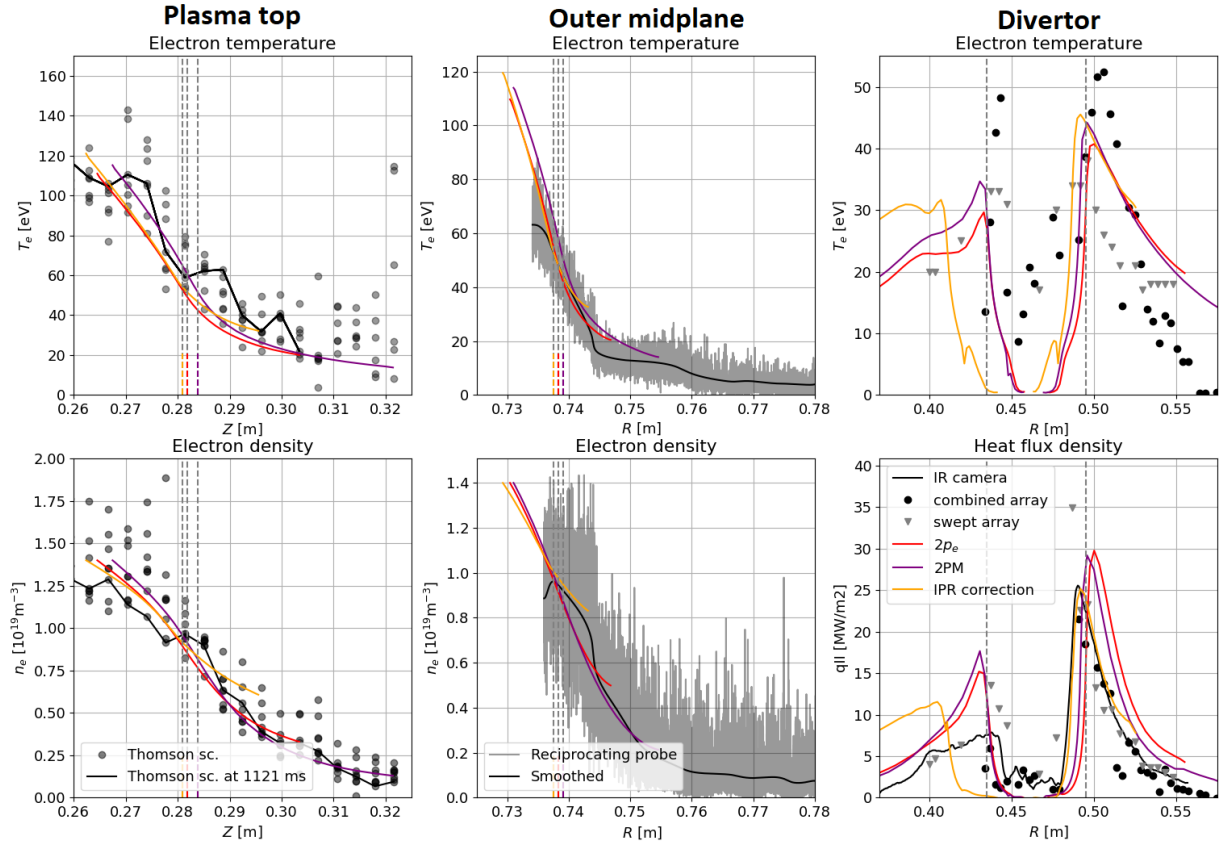 Plasma top
Outer midplane
Divertor
Electron temperature
Electron temperature
Electron temperature
160
140
120
100
80
60
40
20
0
T_e [eV]
0.26 0.27 0.28 0.29 0.30 0.31 0.32
Z [m]
120
100
80
60
40
20
0
T_e [eV]
0.73 0.74 0.75 0.76 0.77 0.78
R [m]
50
40
30
20
10
0
T_e [eV]
0.40 0.45 0.50 0.55
R [m]
Electron density
Electron density
Heat flux density
2.00
1.75
1.50
1.25
1.00
0.75
0.50
0.25
0.00
n_e [10¹⁹m⁻³]
Thomson sc.
Thomson sc. at 1121 ms
0.26 0.27 0.28 0.29 0.30 0.31 0.32
Z [m]
1.4
1.2
1.0
0.8
0.6
0.4
0.2
0.0
n_e [10¹⁹m⁻³]
Reciprocating probe
Smoothed
0.73 0.74 0.75 0.76 0.77 0.78
R [m]
40
35
30
25
20
15
10
5
0
qII [MW/m2]
IR camera
combined array
swept array
2p_e
2PM
IPR correction
0.40 0.45 0.50 0.55
R [m]